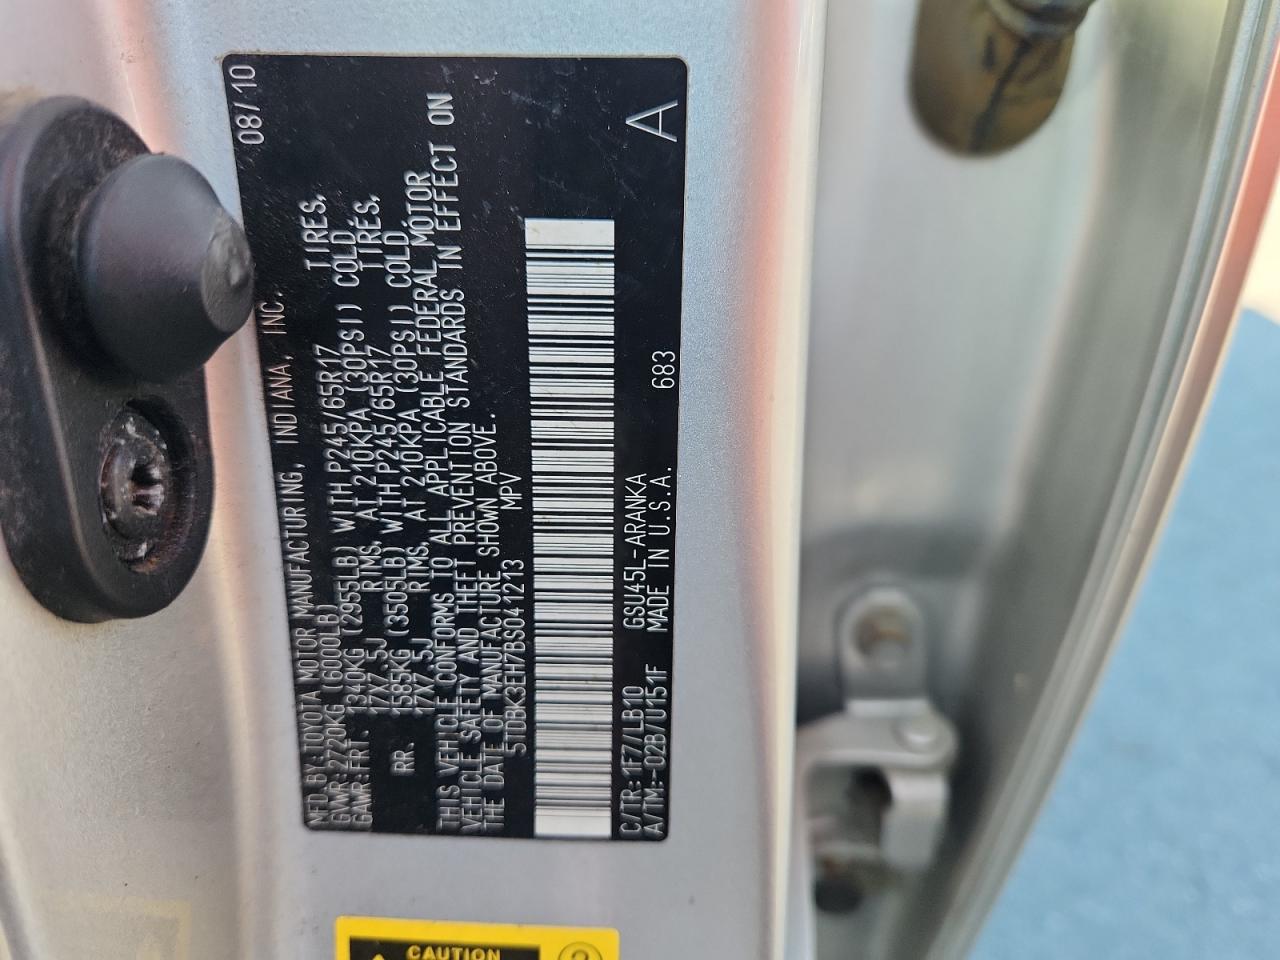 MFD.BY:TOYOTA MOTOR MANUFACTURING, INDIANA, INC. 08/10
GVWR:2720KG (6000LB)
GAWR:FRT. 1340KG (2955LB) WITH P245/65R17 TIRES,
17X7.5J RIMS, AT 210KPA (30PSI) COLD.
RR. 1585KG (3505LB) WITH P245/65R17 TIRES,
17X7.5J RIMS, AT 210KPA (30PSI) COLD.
THIS VEHICLE CONFORMS TO ALL APPLICABLE FEDERAL MOTOR
VEHICLE SAFETY AND THEFT PREVENTION STANDARDS IN EFFECT ON
THE DATE OF MANUFACTURE SHOWN ABOVE.
5TDBK3EH7BS041213 MPV
C/TR:1F7/LB10 GSU45L-ARANKA 683 A
A/TM:-02B/U151F MADE IN U.S.A.
CAUTION